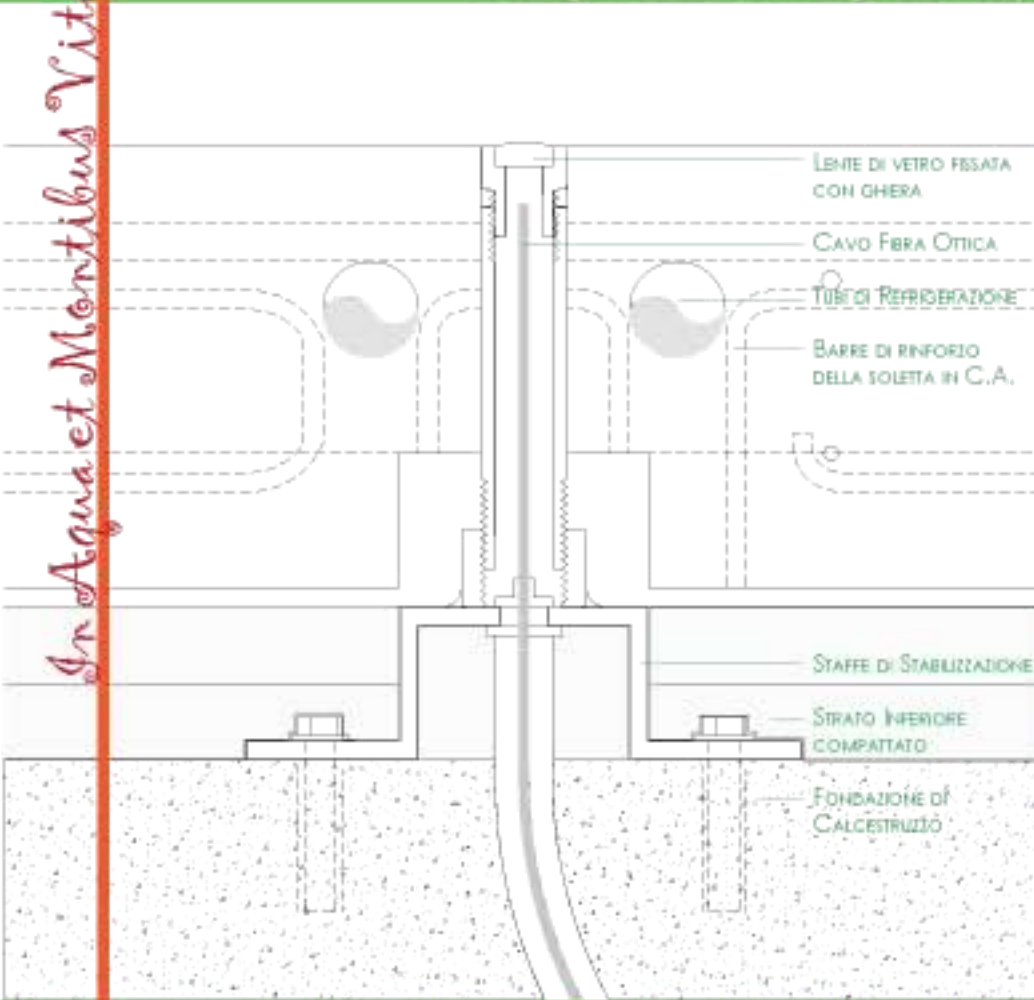 In Aqua et Montibus Vit
LENTE DI VETRO FISSATA
CON GHIERA
CAVO FIBRA OTTICA
TUBI DI REFRIGERAZIONE
BARRE DI RINFORZO
DELLA SOLETTA IN C.A.
STAFFE DI STABILIZZAZIONE
STRATO INFERIORE
COMPATTATO
FONDAZIONE DI
CALCESTRUZZO